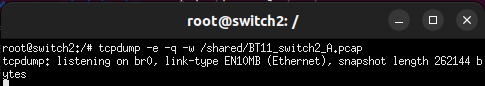 root@switch2: /
root@switch2:/# tcpdump -e -q -w /shared/BT11_switch2_A.pcap
tcpdump: listening on br0, link-type EN10MB (Ethernet), snapshot length 262144 b
ytes